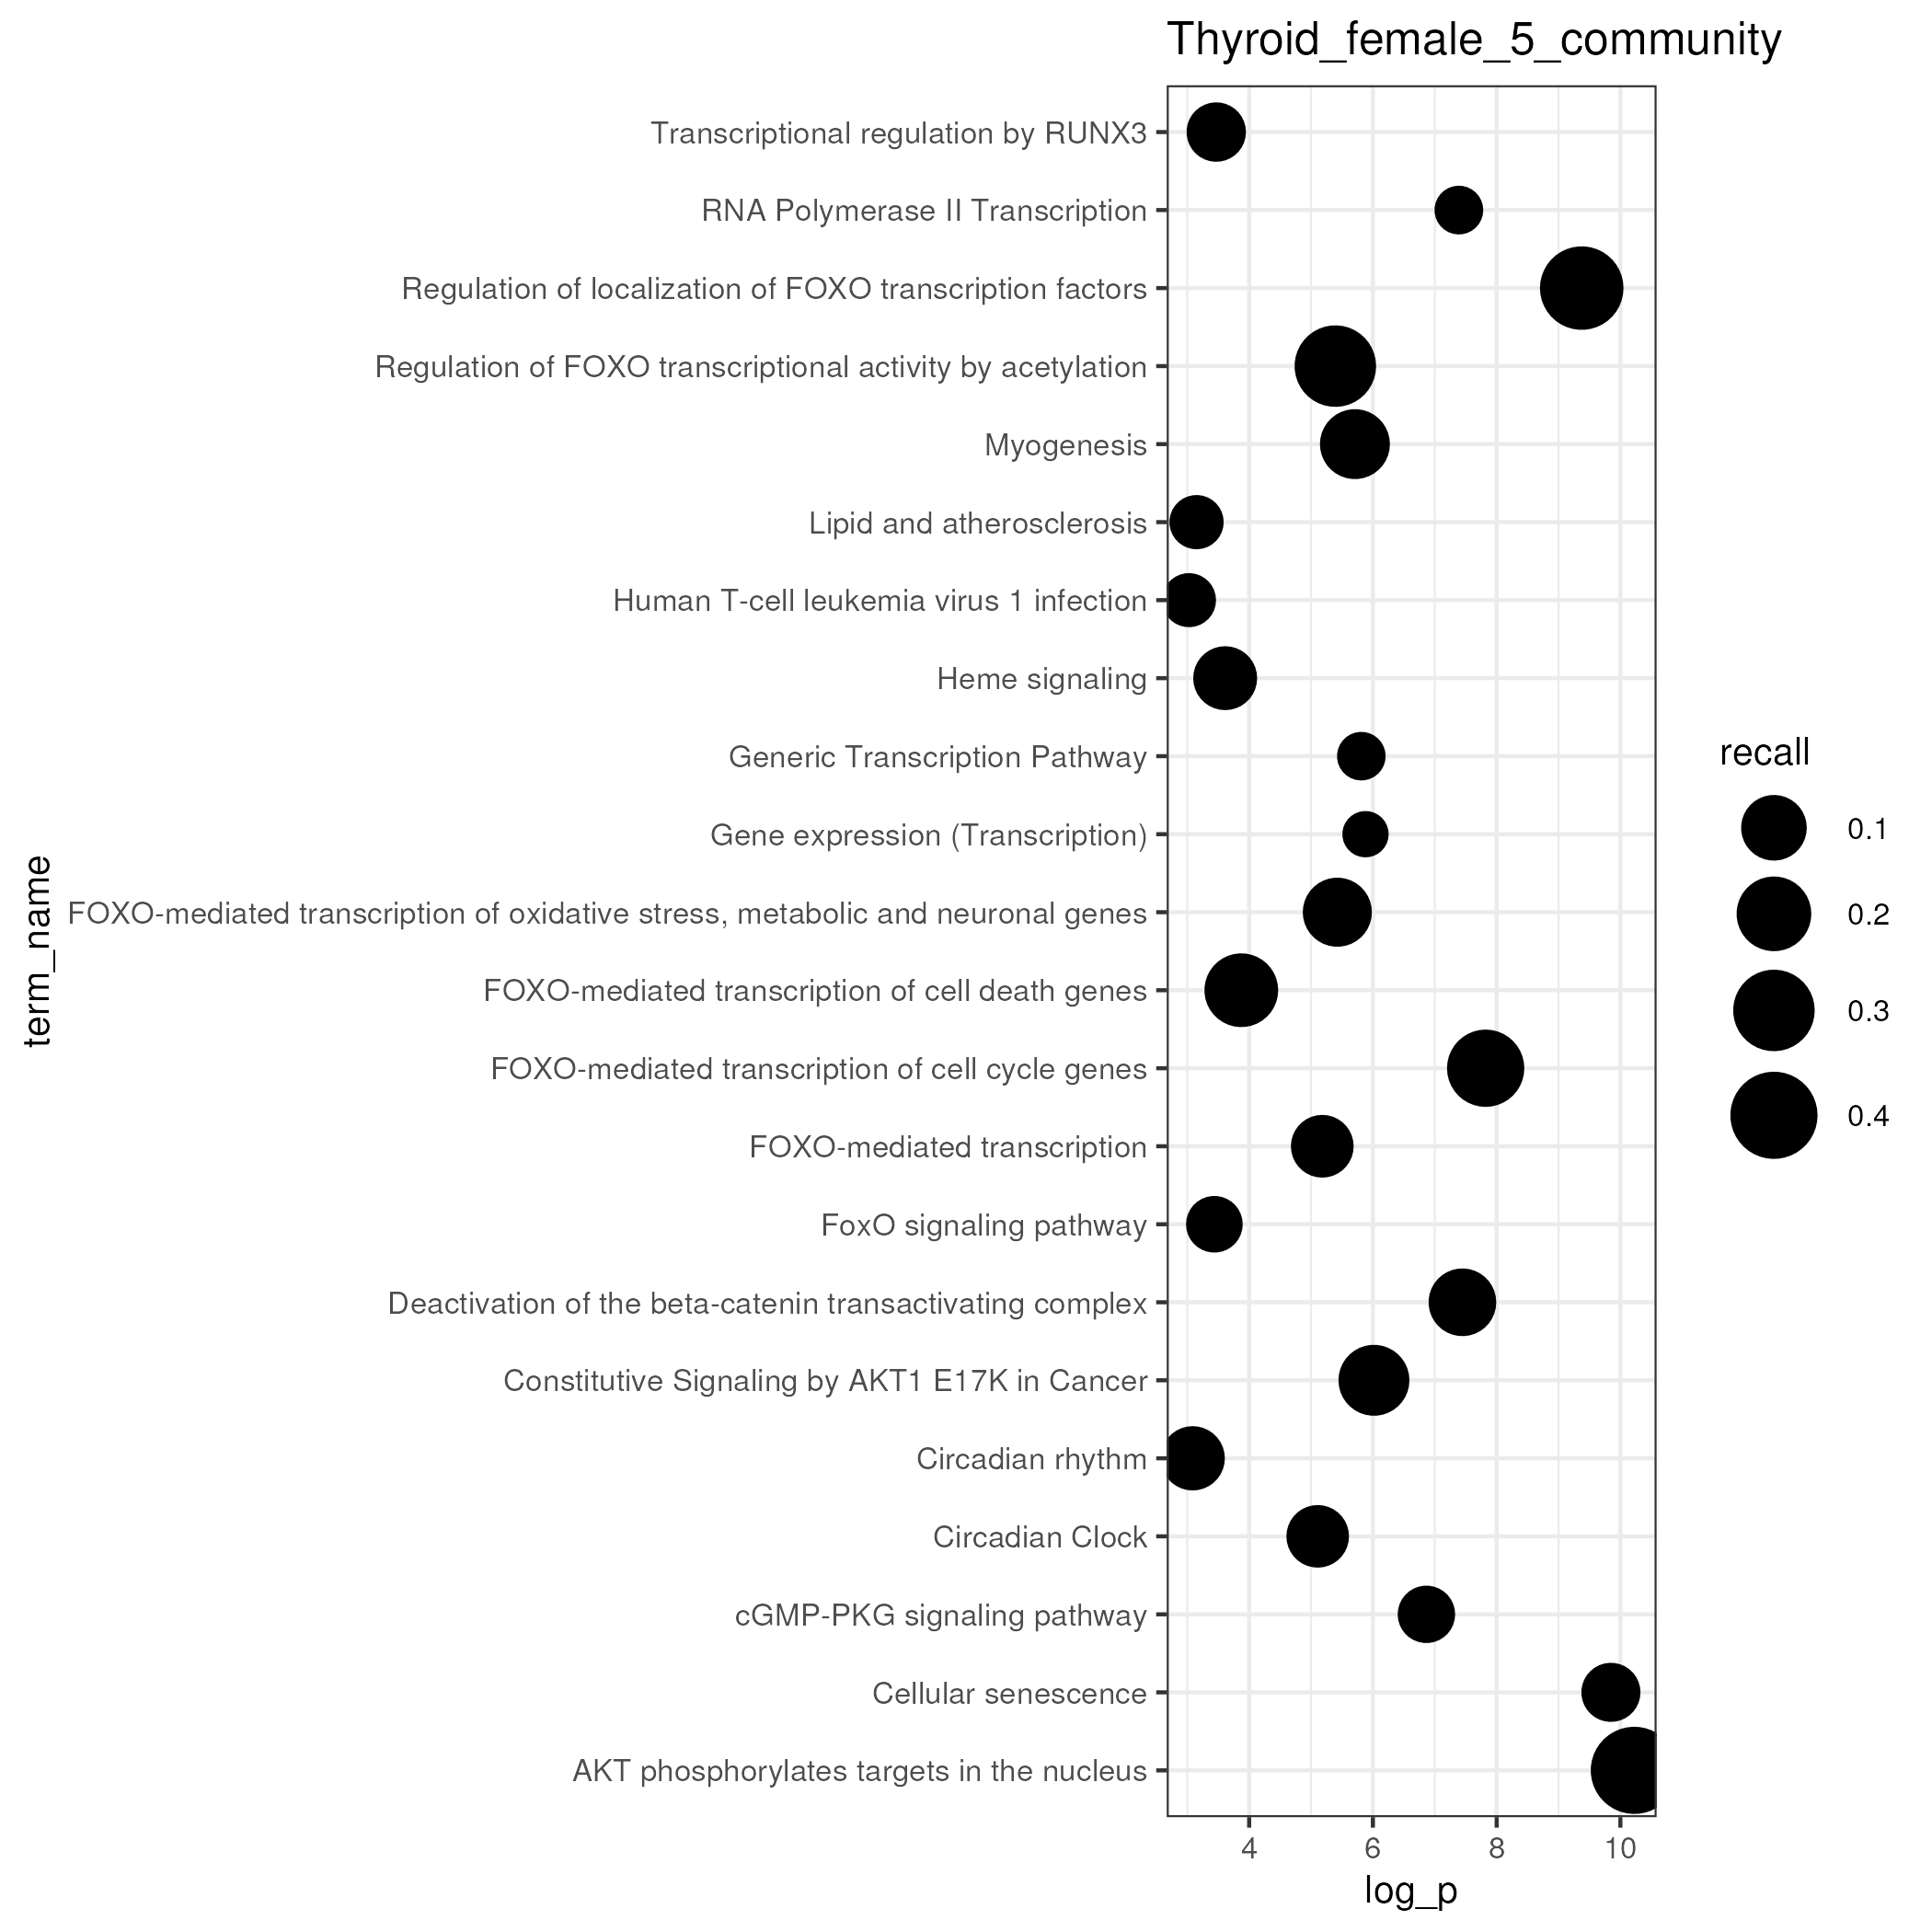 Thyroid_female_5_community
Transcriptional regulation by RUNX3
RNA Polymerase II Transcription
Regulation of localization of FOXO transcription factors
Regulation of FOXO transcriptional activity by acetylation
Myogenesis
Lipid and atherosclerosis
Human T-cell leukemia virus 1 infection
Heme signaling
Generic Transcription Pathway
Gene expression (Transcription)
FOXO-mediated transcription of oxidative stress, metabolic and neuronal genes
FOXO-mediated transcription of cell death genes
FOXO-mediated transcription of cell cycle genes
FOXO-mediated transcription
FoxO signaling pathway
Deactivation of the beta-catenin transactivating complex
Constitutive Signaling by AKT1 E17K in Cancer
Circadian rhythm
Circadian Clock
cGMP-PKG signaling pathway
Cellular senescence
AKT phosphorylates targets in the nucleus
term_name
4 6 8 10
log_p
recall
0.1
0.2
0.3
0.4